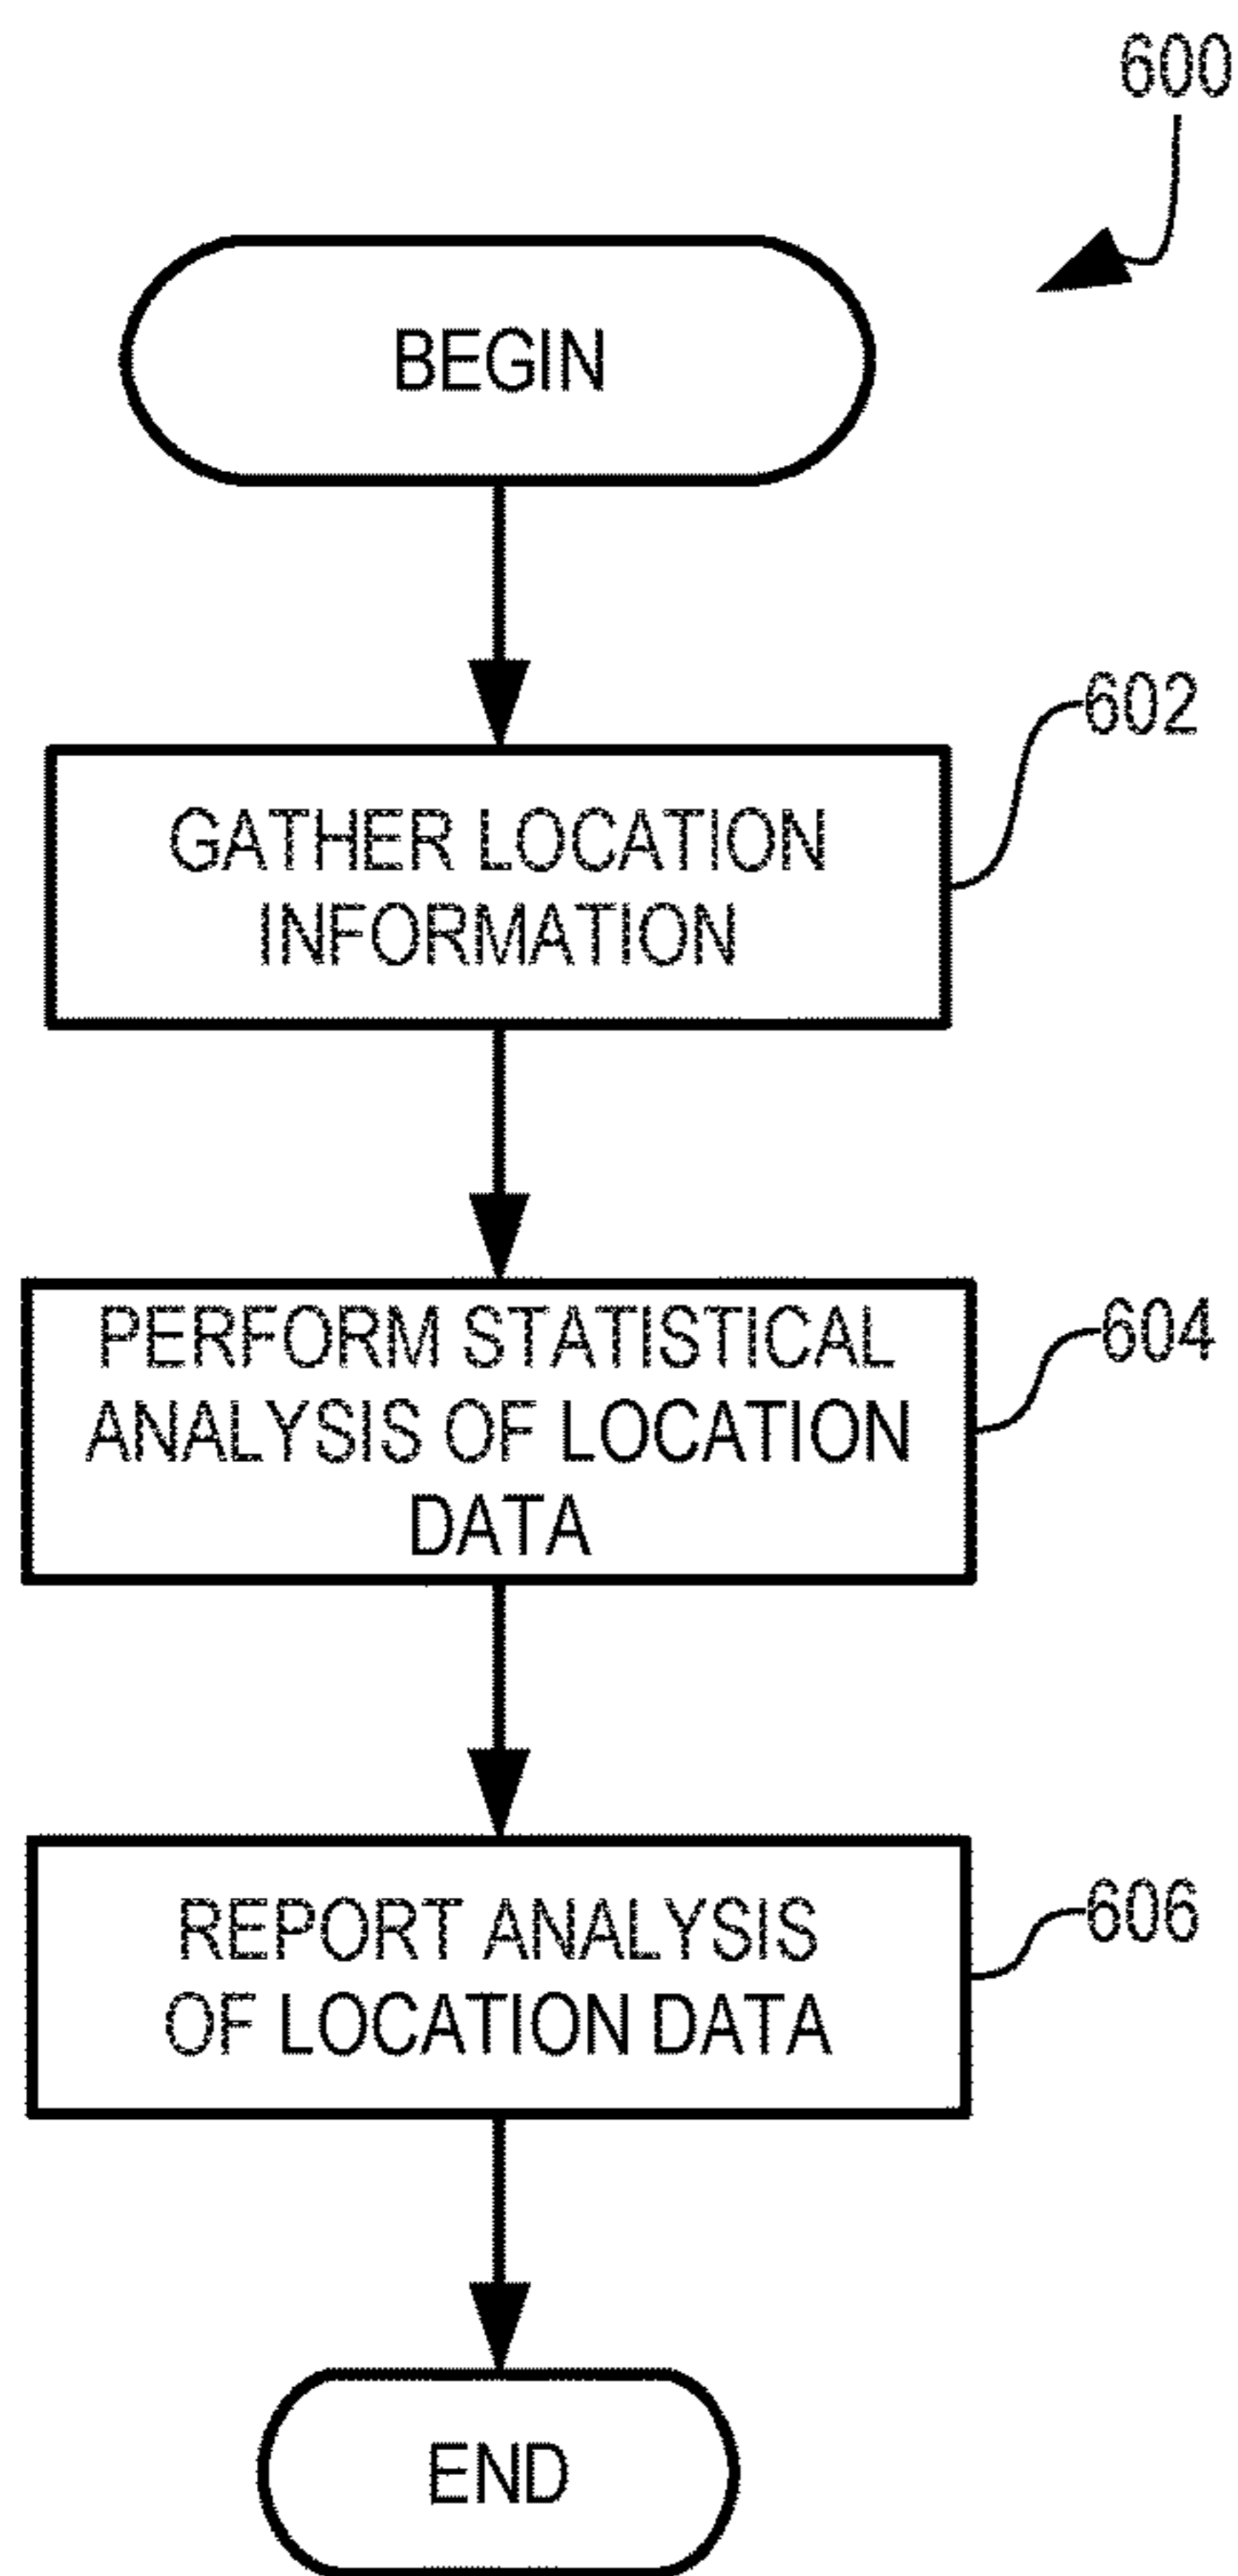 600
BEGIN
602
GATHER LOCATION
INFORMATION
604
PERFORM STATISTICAL
ANALYSIS OF LOCATION
DATA
606
REPORT ANALYSIS
OF LOCATION DATA
END